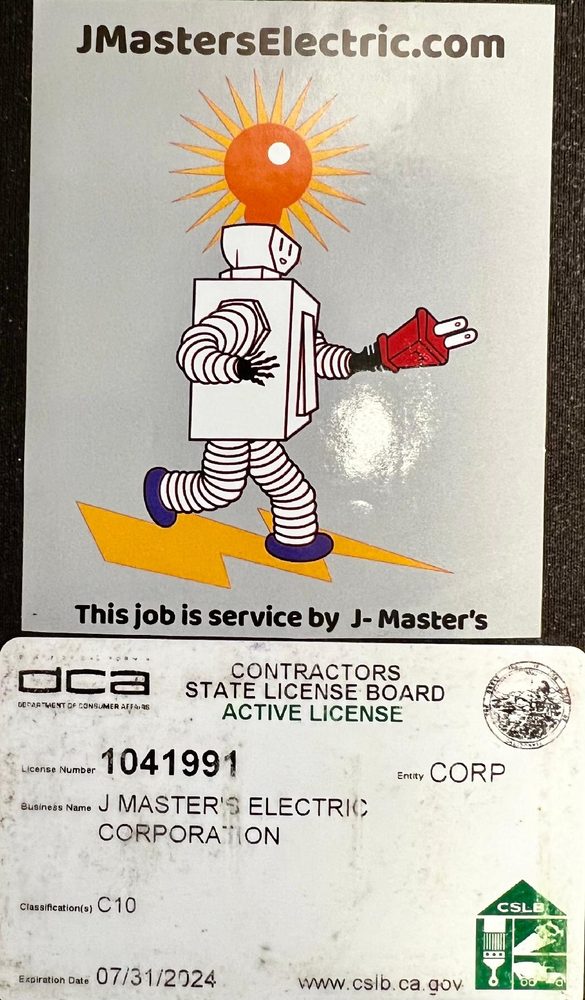 JMastersElectric.com
This job is service by J-Master's
dca
DEPARTMENT OF CONSUMER AFFAIRS
CONTRACTORS
STATE LICENSE BOARD
ACTIVE LICENSE
License Number 1041991
Entity CORP
Business Name J MASTER'S ELECTRIC
CORPORATION
Classification(s) C10
CSLB
Expiration Date 07/31/2024
www.cslb.ca.gov